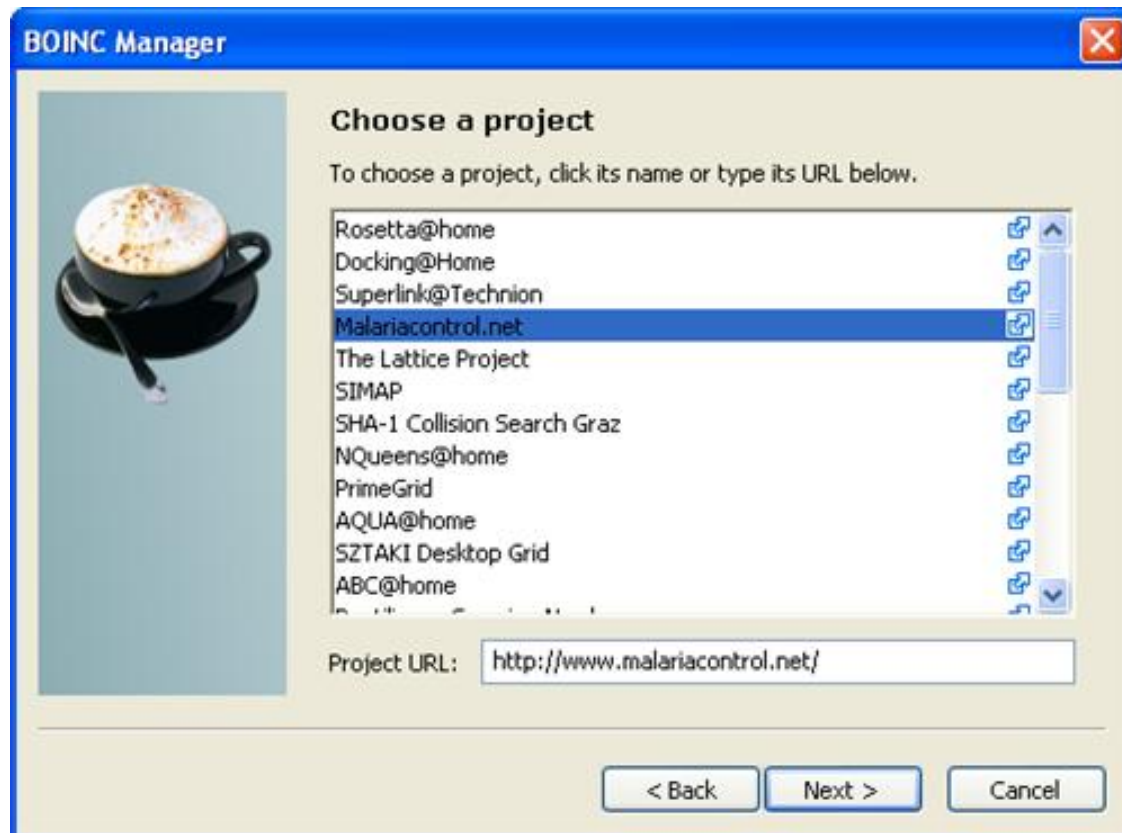 BOINC Manager
Choose a project
To choose a project, click its name or type its URL below.
Rosetta@home
Docking@Home
Superlink@Technion
Malariacontrol.net
The Lattice Project
SIMAP
SHA-1 Collision Search Graz
NQueens@home
PrimeGrid
AQUA@home
SZTAKI Desktop Grid
ABC@home
Project URL: http://www.malariacontrol.net/
< Back Next > Cancel